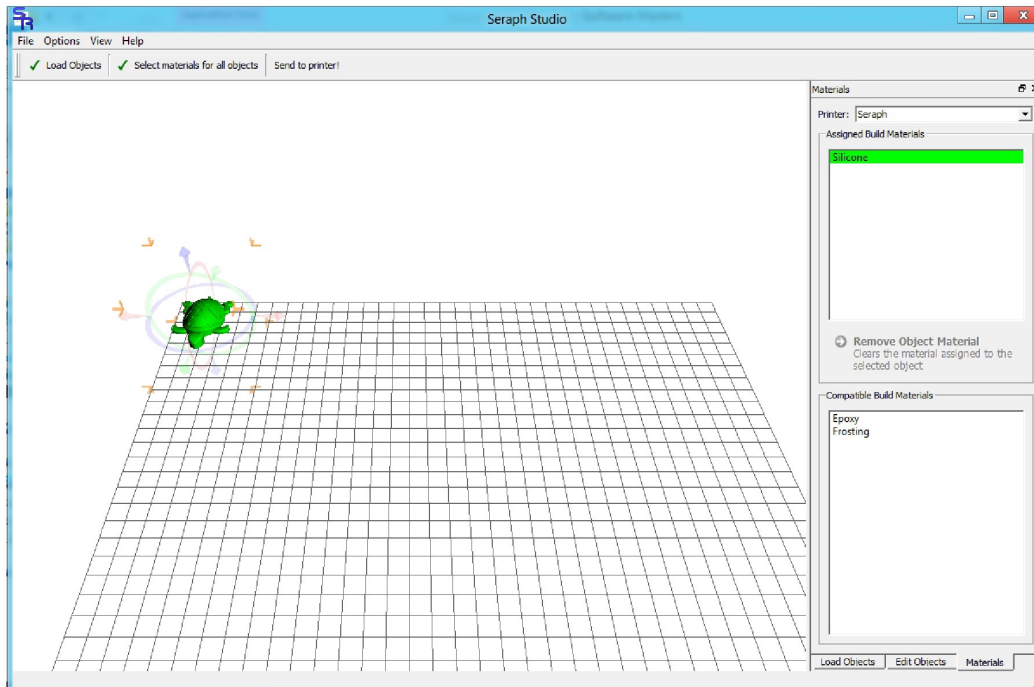 Seraph Studio
File Options View Help
Load Objects Select materials for all objects Send to printer!
Materials
Printer: Seraph
Assigned Build Materials
Silicone
Remove Object Material
Clears the material assigned to the
selected object
Compatible Build Materials
Epoxy
Frosting
Load Objects Edit Objects Materials